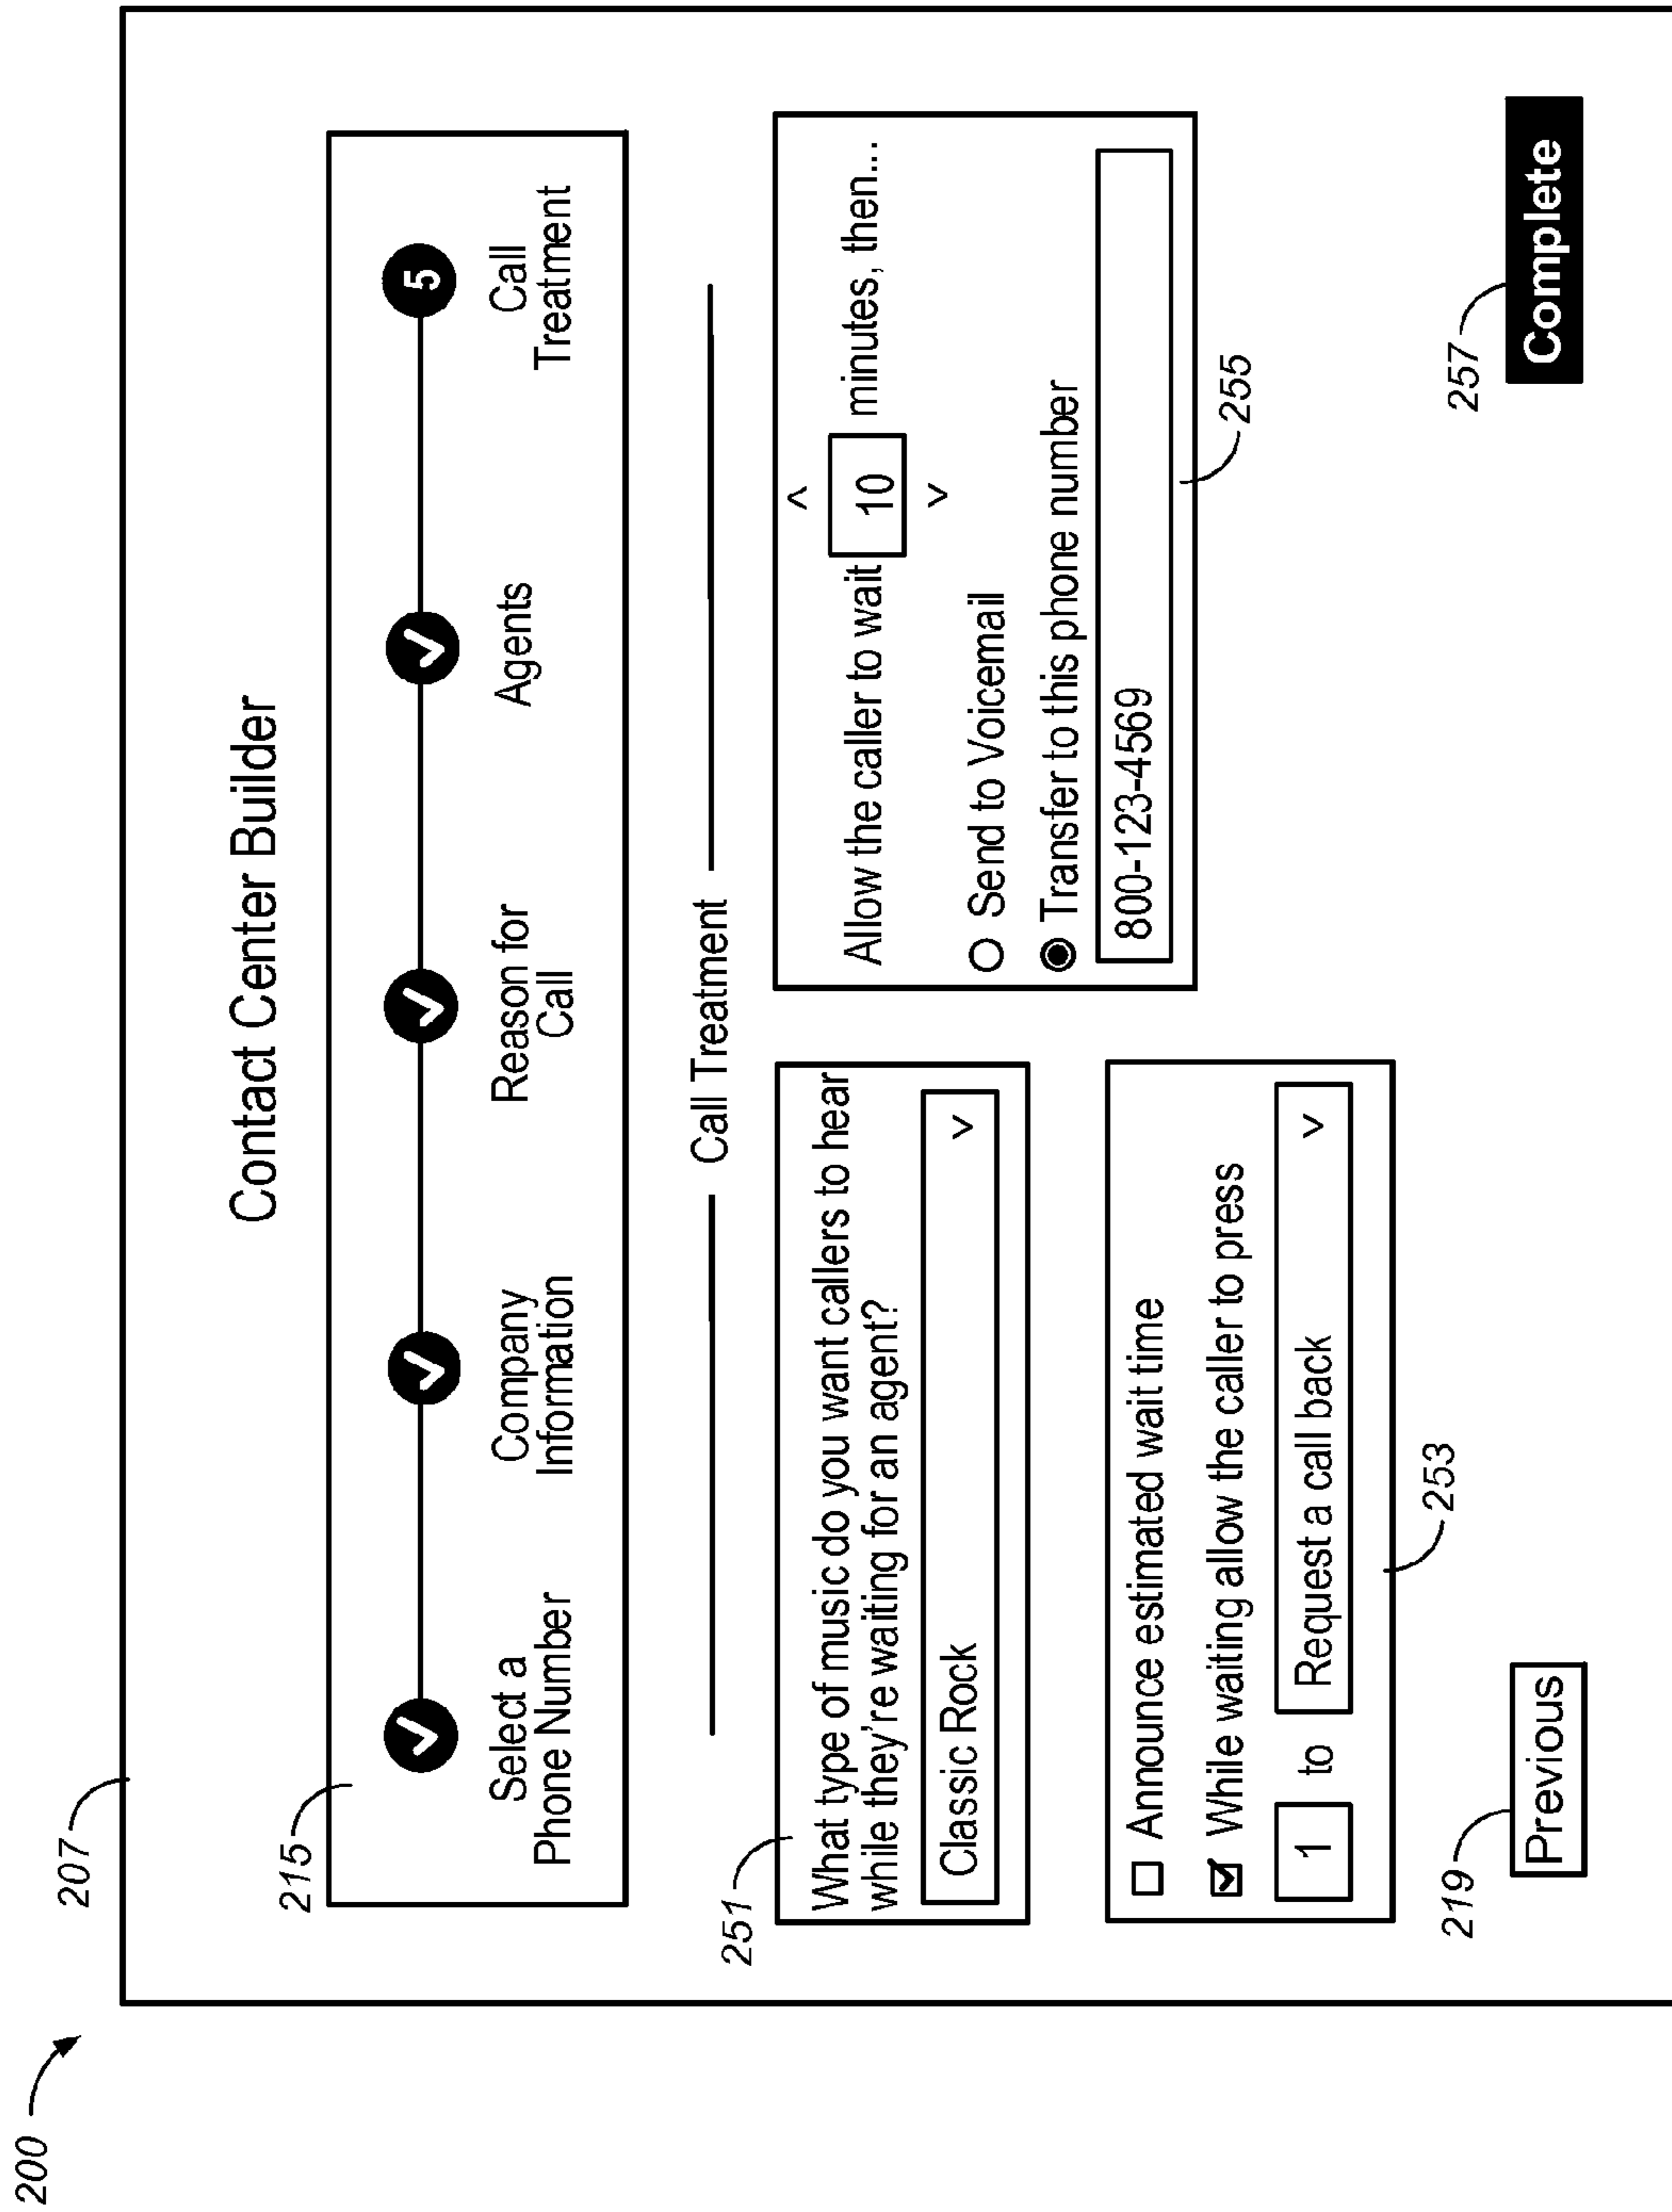 200
207
Contact Center Builder
215
5
Select a
Phone Number
Company
Information
Reason for
Call
Agents
Call
Treatment
Call Treatment
251
What type of music do you want callers to hear
while they're waiting for an agent?
Classic Rock
Announce estimated wait time
While waiting allow the caller to press
1 to Request a call back
253
Allow the caller to wait 10 minutes, then...
Send to Voicemail
Transfer to this phone number
800-123-4569
255
219
Previous
257
Complete